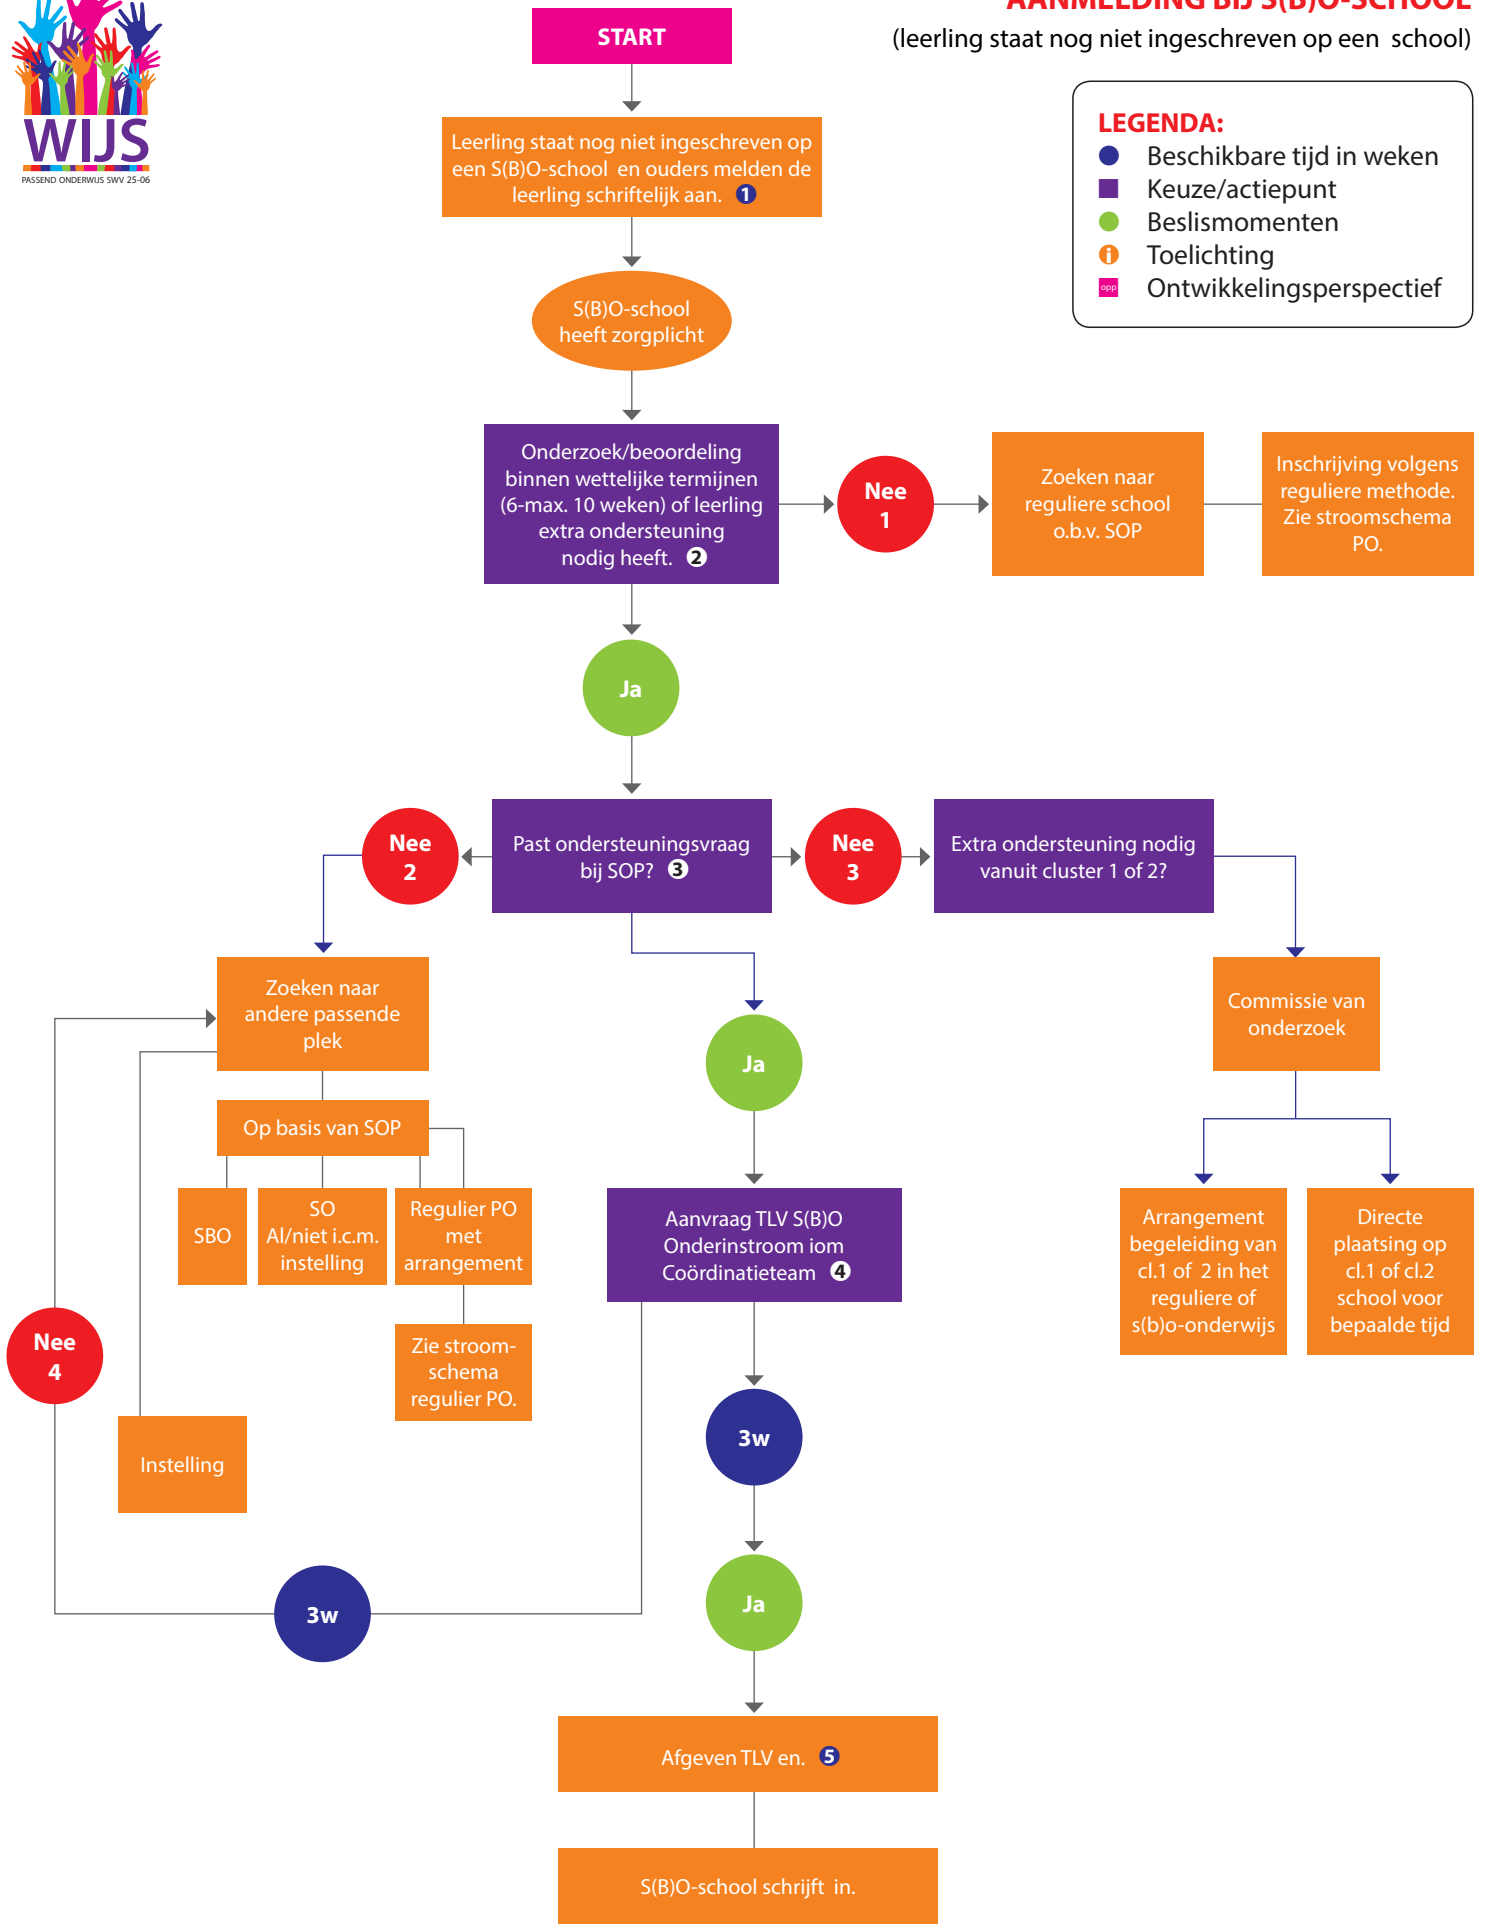 AANMELDING BIJ S(B)O-SCHOOL
(leerling staat nog niet ingeschreven op een school)
WIJS
PASSEND ONDERWIJS SWV 25-06
START
LEGENDA:
Beschikbare tijd in weken
Keuze/actiepunt
Beslismomenten
i Toelichting
opp Ontwikkelingsperspectief
Leerling staat nog niet ingeschreven op
een S(B)O-school en ouders melden de
leerling schriftelijk aan. 1
S(B)O-school
heeft zorgplicht
Onderzoek/beoordeling
binnen wettelijke termijnen
(6-max. 10 weken) of leerling
extra ondersteuning
nodig heeft. 2
Nee
1
Zoeken naar
reguliere school
o.b.v. SOP
Inschrijving volgens
reguliere methode.
Zie stroomschema
PO.
Ja
Nee
2
Past ondersteuningsvraag
bij SOP? 3
Nee
3
Extra ondersteuning nodig
vanuit cluster 1 of 2?
Zoeken naar
andere passende
plek
Ja
Commissie van
onderzoek
Op basis van SOP
SBO
SO
Al/niet i.c.m.
instelling
Regulier PO
met
arrangement
Aanvraag TLV S(B)O
Onderinstroom iom
Coördinatieteam 4
Arrangement
begeleiding van
cl.1 of 2 in het
reguliere of
s(b)o-onderwijs
Directe
plaatsing op
cl.1 of cl.2
school voor
bepaalde tijd
Nee
4
Zie stroom-
schema
regulier PO.
3w
Instelling
3w
Ja
Afgeven TLV en. 5
S(B)O-school schrijft in.